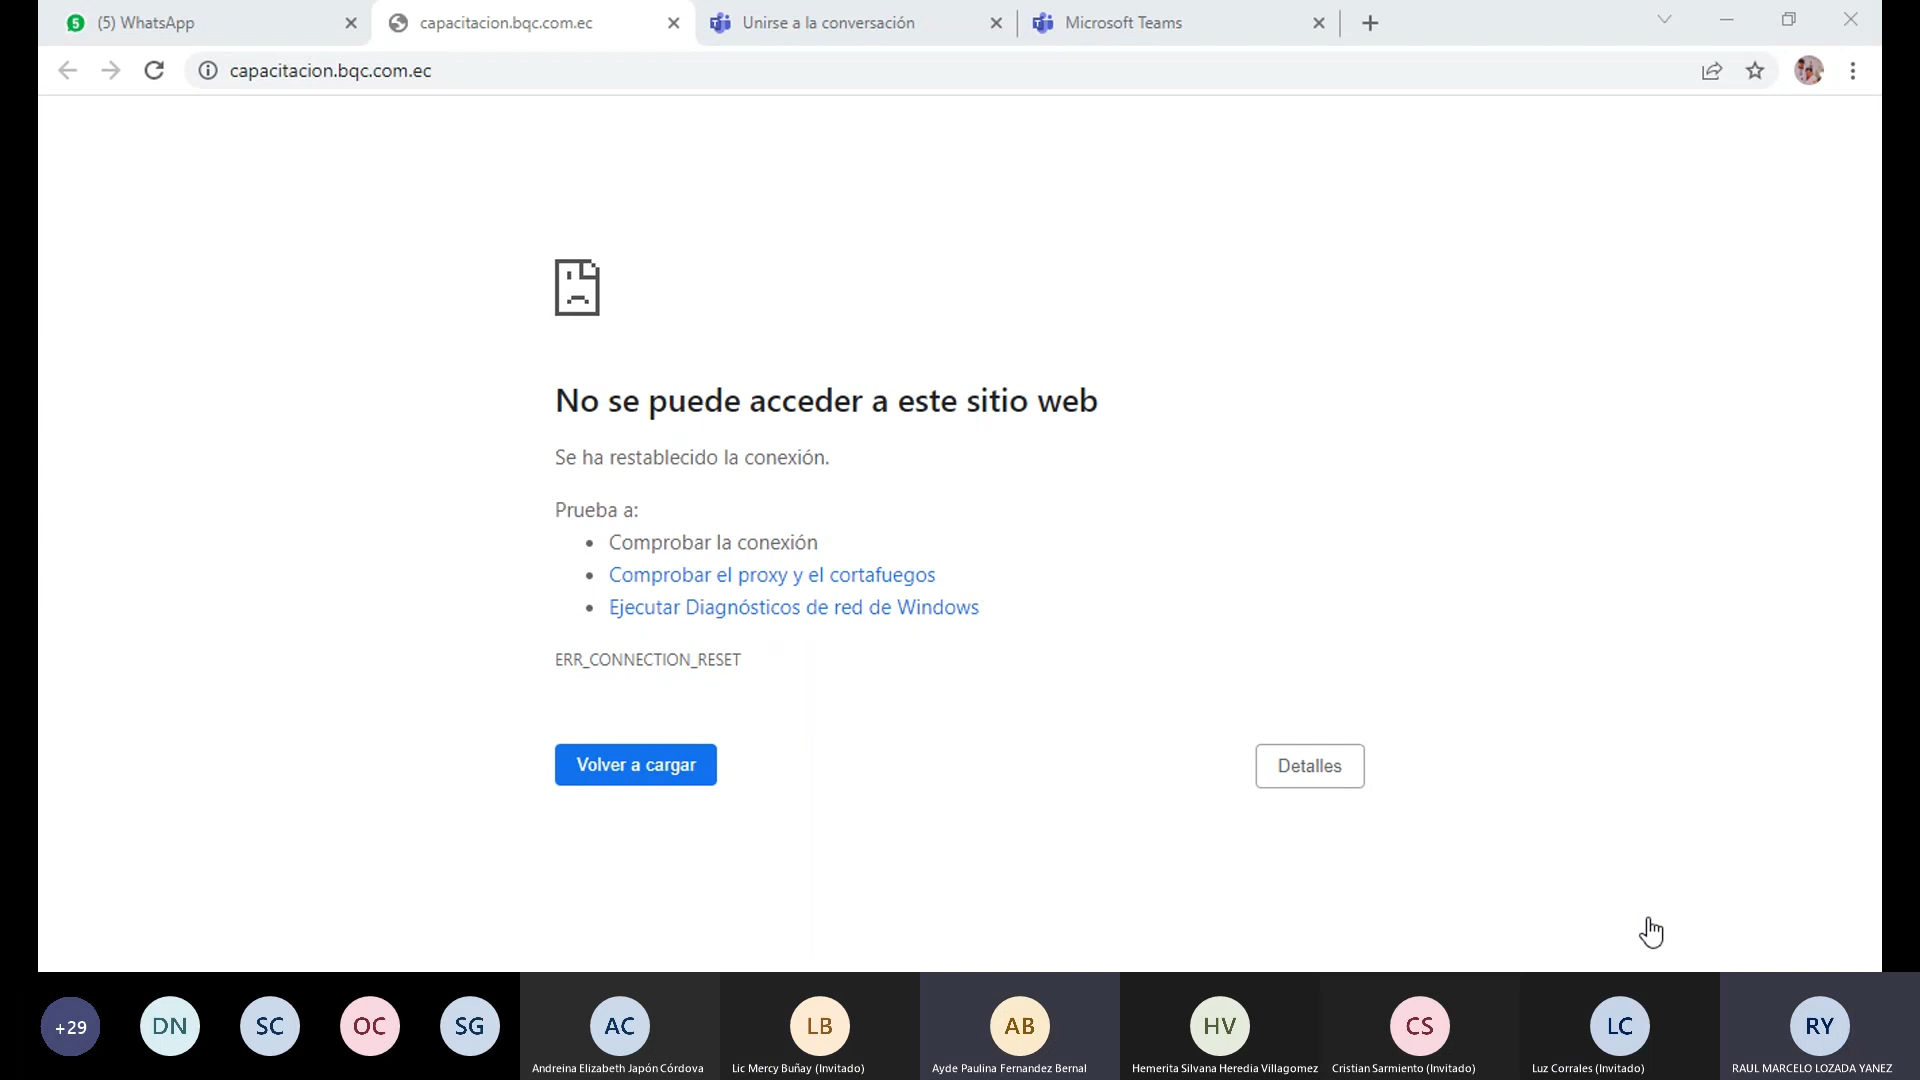 5 (5) WhatsApp
capacitacion.bqc.com.ec
Unirse a la conversación
Microsoft Teams
capacitacion.bqc.com.ec
No se puede acceder a este sitio web
Se ha restablecido la conexión.
Prueba a:
Comprobar la conexión
Comprobar el proxy y el cortafuegos
Ejecutar Diagnósticos de red de Windows
ERR_CONNECTION_RESET
Volver a cargar
Detalles
+29
DN
SC
OC
SG
AC
LB
AB
HV
CS
LC
RY
Andreina Elizabeth Japón Córdova
Lic Mercy Buñay (Invitado)
Ayde Paulina Fernandez Bernal
Hemerita Silvana Heredia Villagomez
Cristian Sarmiento (Invitado)
Luz Corrales (Invitado)
RAUL MARCELO LOZADA YANEZ